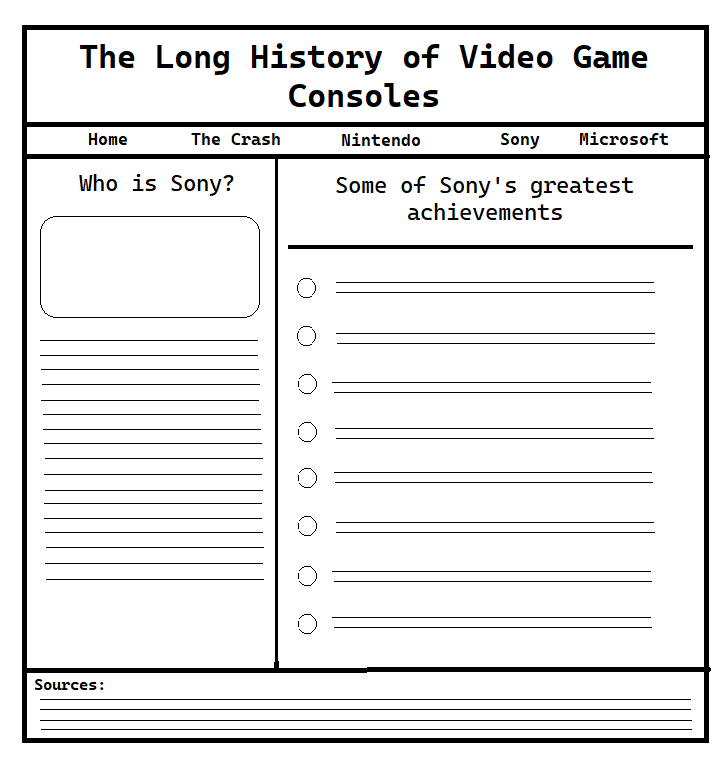 The Long History of Video Game
Consoles
Home The Crash Nintendo Sony Microsoft
Who is Sony?
Some of Sony's greatest
achievements
Sources: